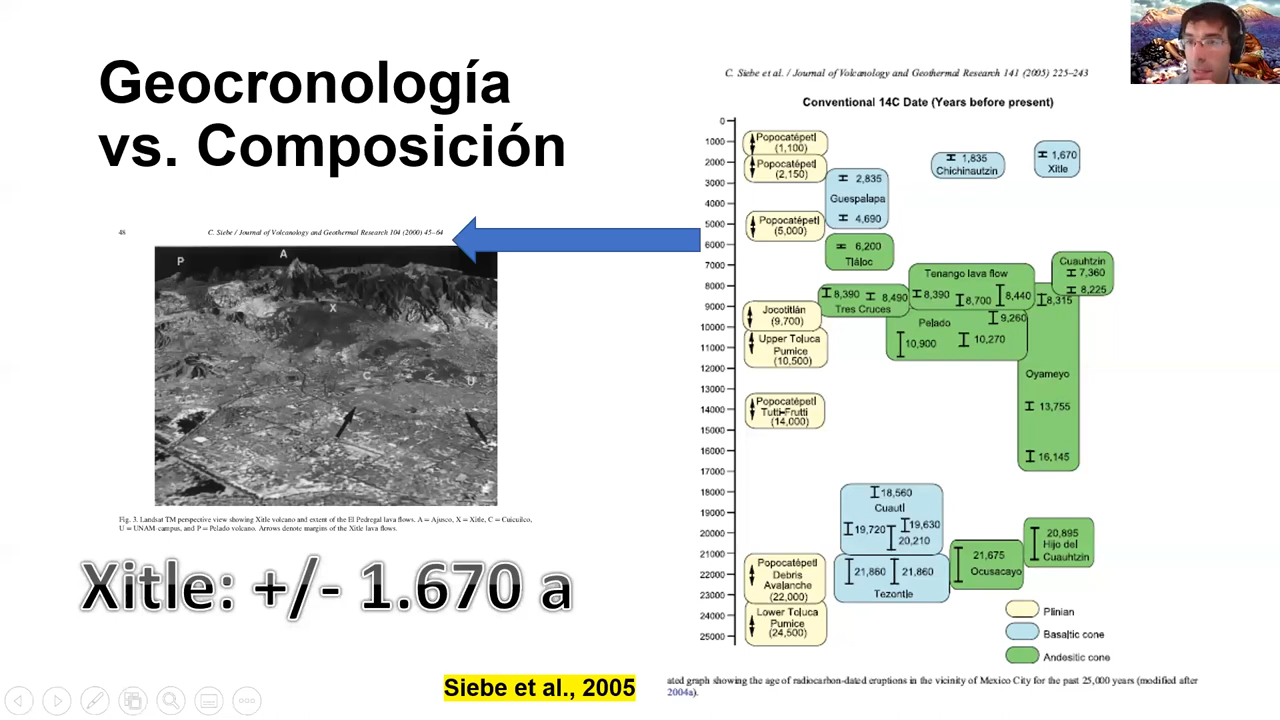 Geocronología
vs. Composición
48
C. Siebe / Journal of Volcanology and Geothermal Research 104 (2000) 45–64
P
A
X
C
U
Fig. 3. Landsat TM perspective view showing Xitle volcano and extent of the El Pedregal lava flows. A = Ajusco, X = Xitle, C = Cuicuilco,
U = UNAM-campus, and P = Pelado volcano. Arrows denote margins of the Xitle lava flows.
Xitle: +/- 1.670 a
Siebe et al., 2005
C. Siebe et al. / Journal of Volcanology and Geothermal Research 141 (2005) 225–243
Conventional 14C Date (Years before present)
0
1000
2000
3000
4000
5000
6000
7000
8000
9000
10000
11000
12000
13000
14000
15000
16000
17000
18000
19000
20000
21000
22000
23000
24000
25000
Popocatépetl
(1,100)
Popocatépetl
(2,150)
Popocatépetl
(5,000)
Jocotitlán
(9,700)
Upper Toluca
Pumice
(10,500)
Popocatépetl
Tutti-Frutti
(14,000)
Popocatépetl
Debris
Avalanche
(22,000)
Lower Toluca
Pumice
(24,500)
2,835
Guespalapa
4,690
6,200
Tláloc
8,390
8,490
Tres Cruces
1,835
Chichinautzin
1,670
Xitle
Tenango lava flow
8,390
8,700
8,440
Pelado
9,260
10,900
10,270
Cuauhtzin
7,360
8,225
8,315
Oyameyo
13,755
16,145
18,560
Cuautl
19,720
19,630
20,210
21,860
21,860
Tezontle
21,675
Ocusacayo
20,895
Hijo del
Cuauhtzin
Plinian
Basaltic cone
Andesitic cone
ated graph showing the age of radiocarbon-dated eruptions in the vicinity of Mexico City for the past 25,000 years (modified after
2004a).